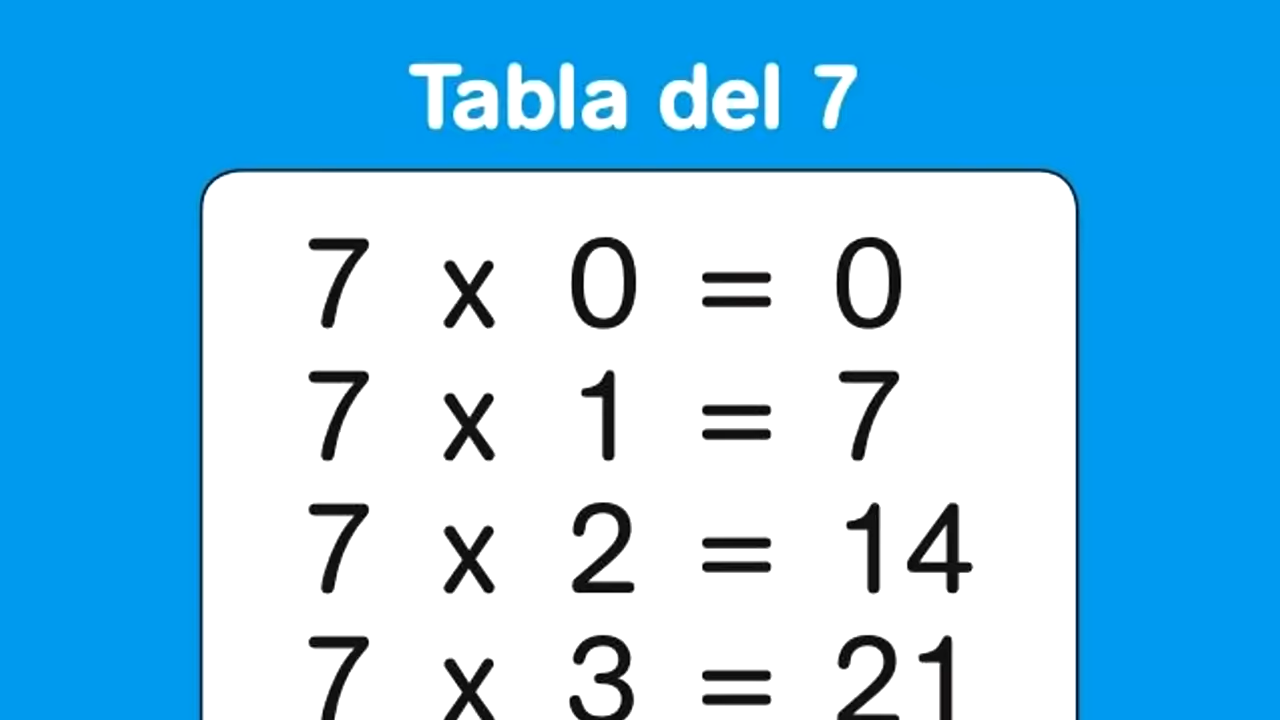 Tabla del 7
7 x 0 = 0
7 x 1 = 7
7 x 2 = 14
7 x 3 = 21